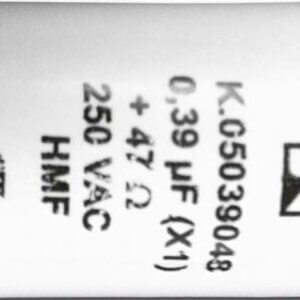 K.05039048
0,39 µF (X1)
+ 47 Ω
250 VAC
HMF